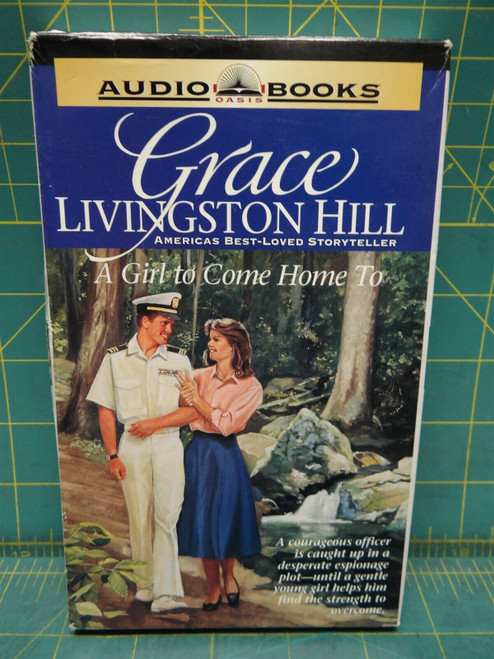 AUDIO BOOKS
OASIS
Grace
LIVINGSTON HILL
AMERICAS BEST-LOVED STORYTELLER
A Girl to Come Home To
A courageous officer
is caught up in a
desperate espionage
plot—until a gentle
young girl helps him
find the strength to
overcome.